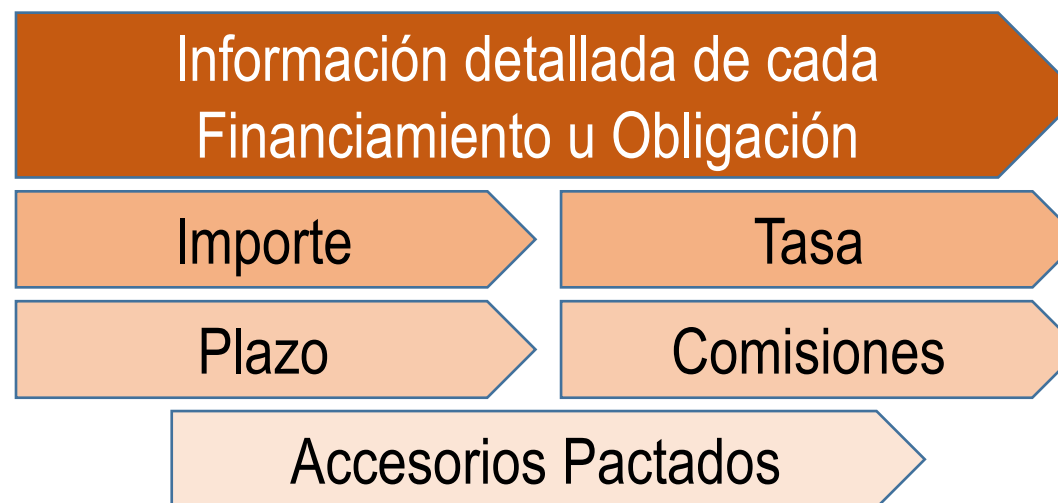 Información detallada de cada
Financiamiento u Obligación
Importe
Tasa
Plazo
Comisiones
Accesorios Pactados